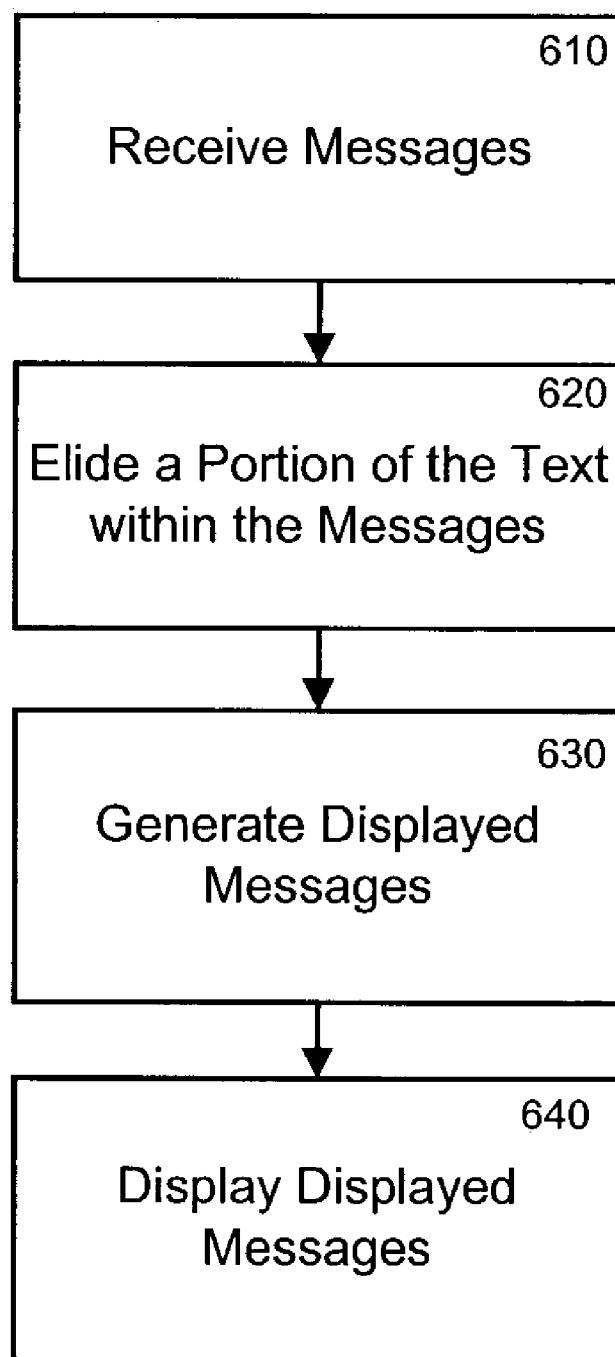 610
Receive Messages
620
Elide a Portion of the Text
within the Messages
630
Generate Displayed
Messages
640
Display Displayed
Messages